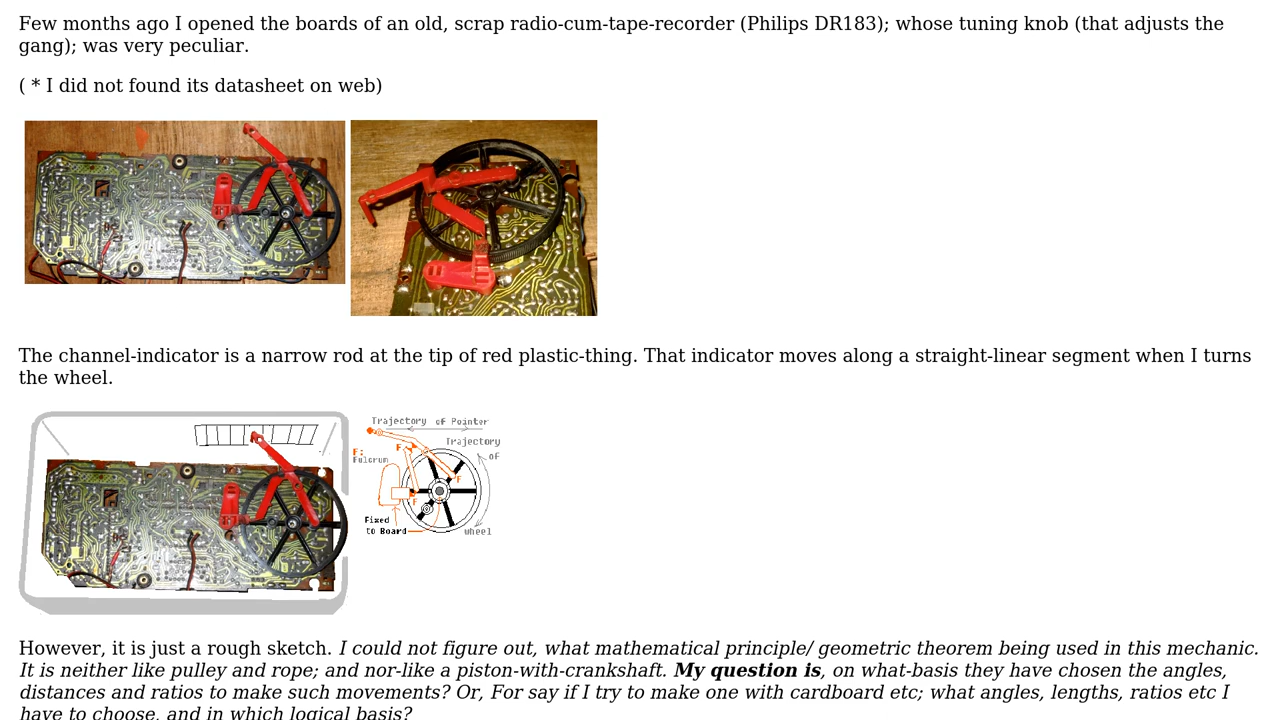 Few months ago I opened the boards of an old, scrap radio-cum-tape-recorder (Philips DR183); whose tuning knob (that adjusts the
gang); was very peculiar.
( * I did not found its datasheet on web)
The channel-indicator is a narrow rod at the tip of red plastic-thing. That indicator moves along a straight-linear segment when I turns
the wheel.
Trajectory of Pointer
Trajectory
of
F:
Fulcrum
F
F
F
Fixed
to Board
wheel
However, it is just a rough sketch. I could not figure out, what mathematical principle/ geometric theorem being used in this mechanic.
It is neither like pulley and rope; and nor-like a piston-with-crankshaft. My question is, on what-basis they have chosen the angles,
distances and ratios to make such movements? Or, For say if I try to make one with cardboard etc; what angles, lengths, ratios etc I
have to choose, and in which logical basis?